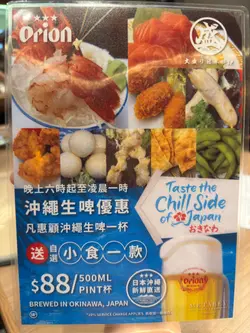 Orion
盛
晚上六時起至凌晨一時
沖繩生啤優惠
凡惠顧沖繩生啤一杯
送 自選 小食一款
$88/ 500ML
PINT杯
日本沖繩
新鮮直送
BREWED IN OKINAWA, JAPAN
Taste the
Chill Side
of Japan
おきなわ
Orion